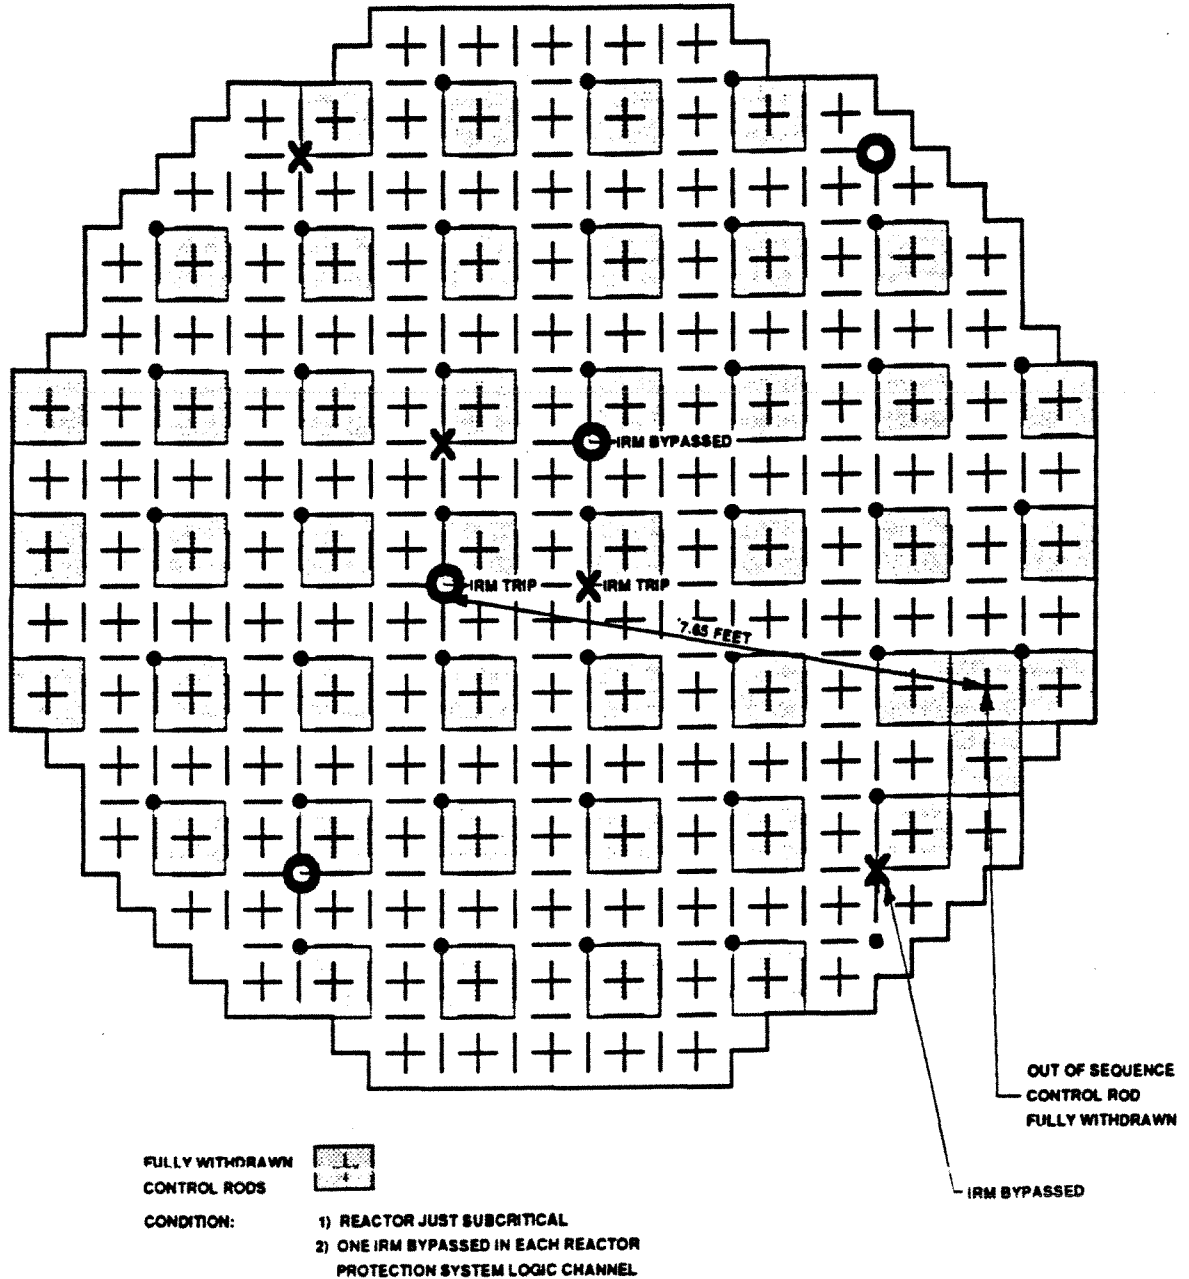 IRM BYPASSED
IRM TRIP
IRM TRIP
7.65 FEET
OUT OF SEQUENCE
CONTROL ROD
FULLY WITHDRAWN
FULLY WITHDRAWN
CONTROL RODS
IRM BYPASSED
CONDITION:
1) REACTOR JUST SUBCRITICAL
2) ONE IRM BYPASSED IN EACH REACTOR
PROTECTION SYSTEM LOGIC CHANNEL